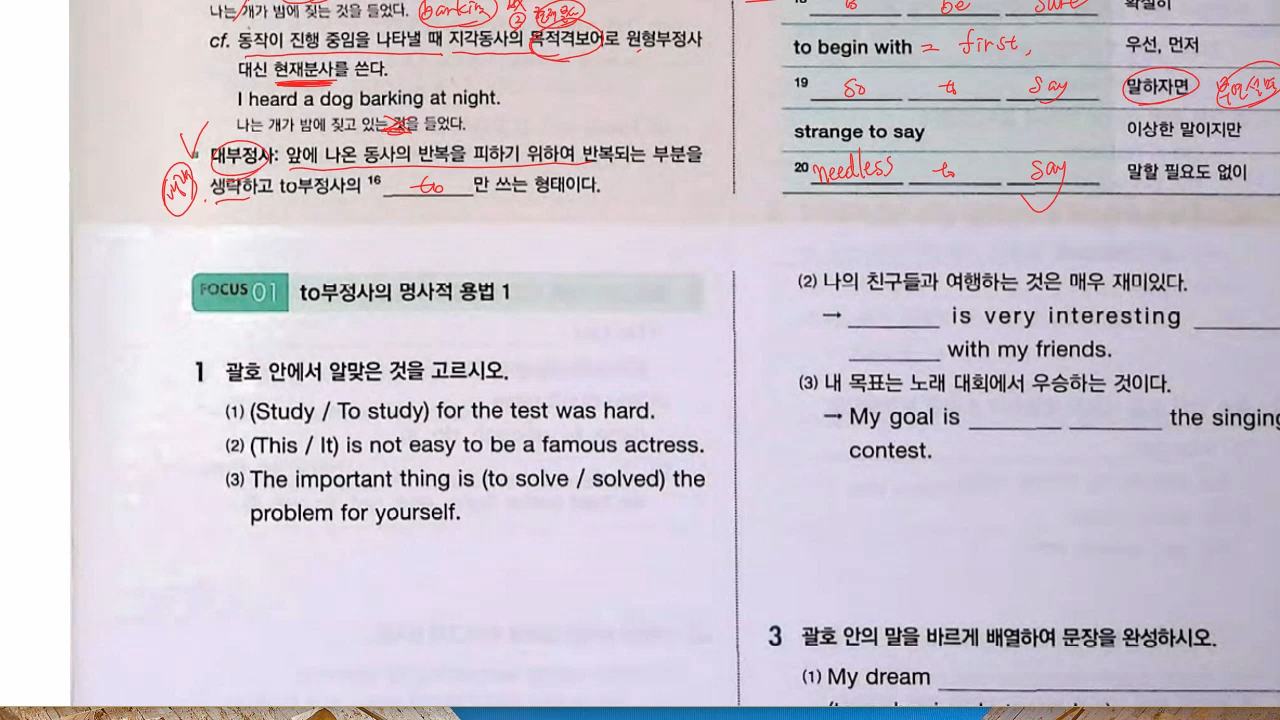 나는 개가 밤에 짖는 것을 들었다. barking
cf. 동작이 진행 중임을 나타낼 때 지각동사의 목적격보어로 원형부정사
대신 현재분사를 쓴다.
I heard a dog barking at night.
나는 개가 밤에 짖고 있는 것을 들었다.
대부정사: 앞에 나온 동사의 반복을 피하기 위하여 반복되는 부분을
생략하고 to부정사의 16 to 만 쓰는 형태이다.
FOCUS 01 to부정사의 명사적 용법 1
1 괄호 안에서 알맞은 것을 고르시오.
(1) (Study / To study) for the test was hard.
(2) (This / It) is not easy to be a famous actress.
(3) The important thing is (to solve / solved) the
problem for yourself.
be sure 확실히
to begin with = first, 우선, 먼저
19 so to say 말하자면
strange to say 이상한 말이지만
20 needless to say 말할 필요도 없이
(2) 나의 친구들과 여행하는 것은 매우 재미있다.
→ ________ is very interesting ________
________ with my friends.
(3) 내 목표는 노래 대회에서 우승하는 것이다.
→ My goal is ________ ________ the singing
contest.
3 괄호 안의 말을 바르게 배열하여 문장을 완성하시오.
(1) My dream ________